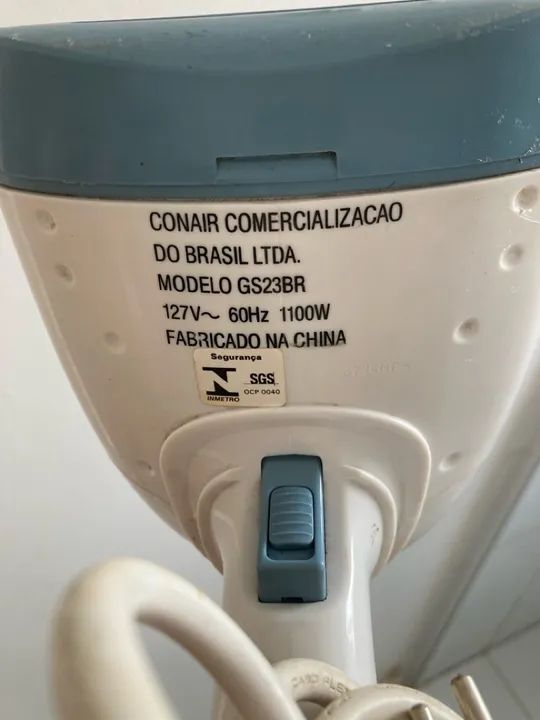 CONAIR COMERCIALIZACAO
DO BRASIL LTDA.
MODELO GS23BR
127V~ 60Hz 1100W
FABRICADO NA CHINA
Segurança
SGS
INMETRO
OCP 0040